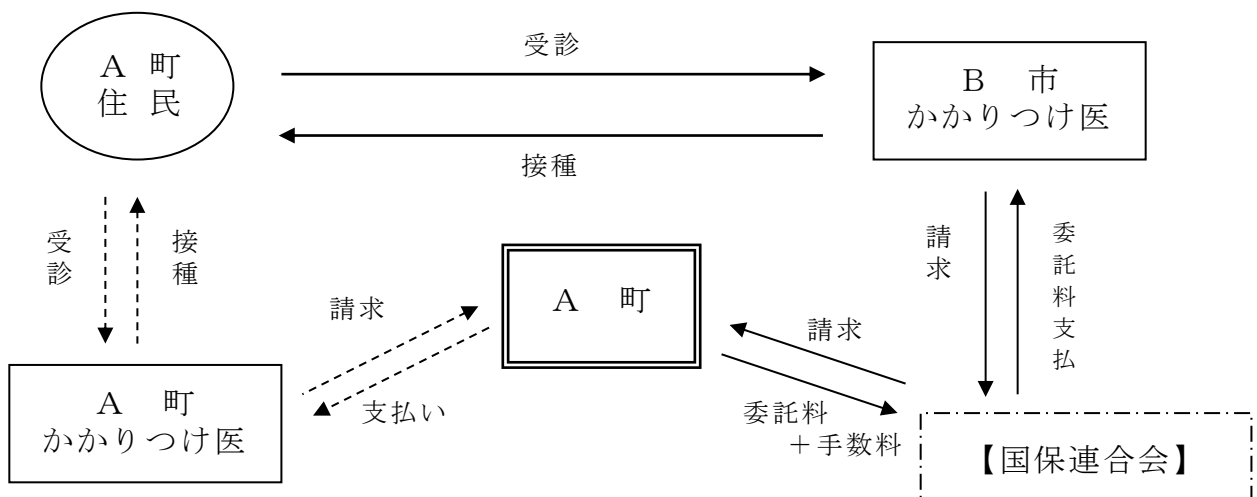 受診
A 町
住 民
B 市
かかりつけ医
接種
受診
接種
請求
委託料支払
A 町
請求
請求
支払い
委託料
＋手数料
A 町
かかりつけ医
【国保連合会】